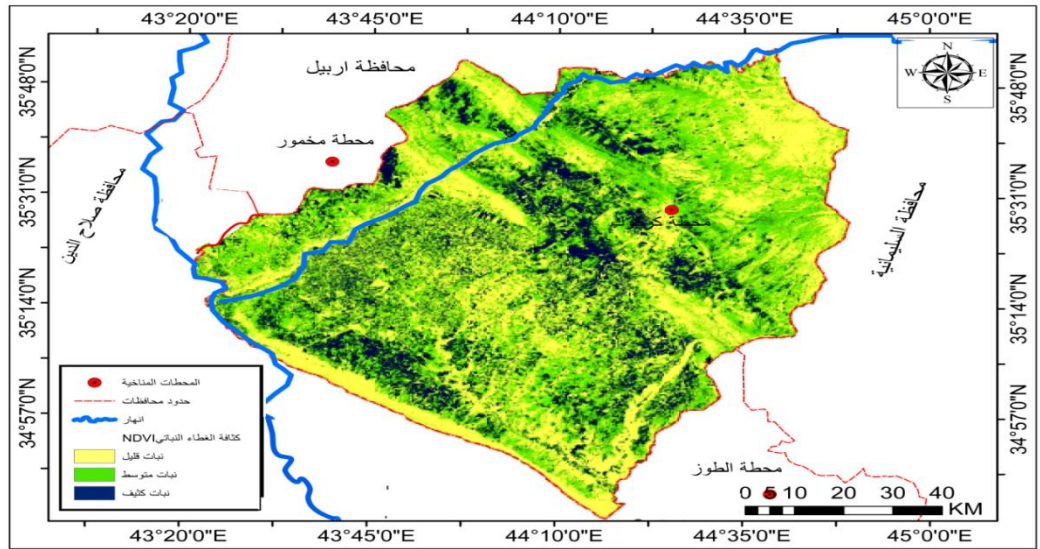 43°20'0"E 43°45'0"E 44°10'0"E 44°35'0"E 45°0'0"E
N
W E
S
35°48'0"N 35°31'0"N 35°14'0"N 34°57'0"N
35°48'0"N 35°31'0"N 35°14'0"N 34°57'0"N
محافظة اربيل
محطة مخمور
محافظة صلاح الدين
محافظة السليمانية
المحطات المناخية
حدود محافظات
انهار
كثافة الغطاء النباتيNDVI
نبات قليل
نبات متوسط
نبات كثيف
محطة الطوز
0 5 10 20 30 40
KM
43°20'0"E 43°45'0"E 44°10'0"E 44°35'0"E 45°0'0"E